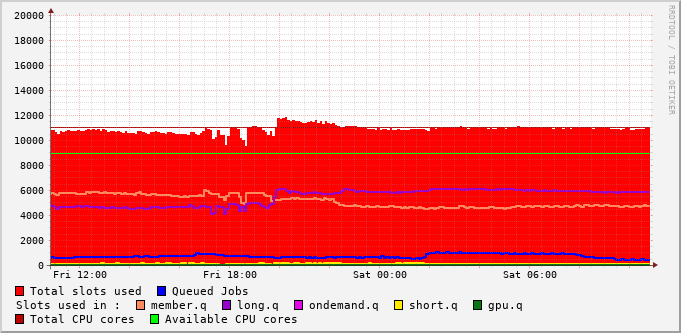 20000
18000
16000
14000
12000
10000
8000
6000
4000
2000
0
Fri 12:00 Fri 18:00 Sat 00:00 Sat 06:00
RRDTOOL / TOBI OETIKER
Total slots used Queued Jobs
Slots used in : member.q long.q ondemand.q short.q gpu.q
Total CPU cores Available CPU cores